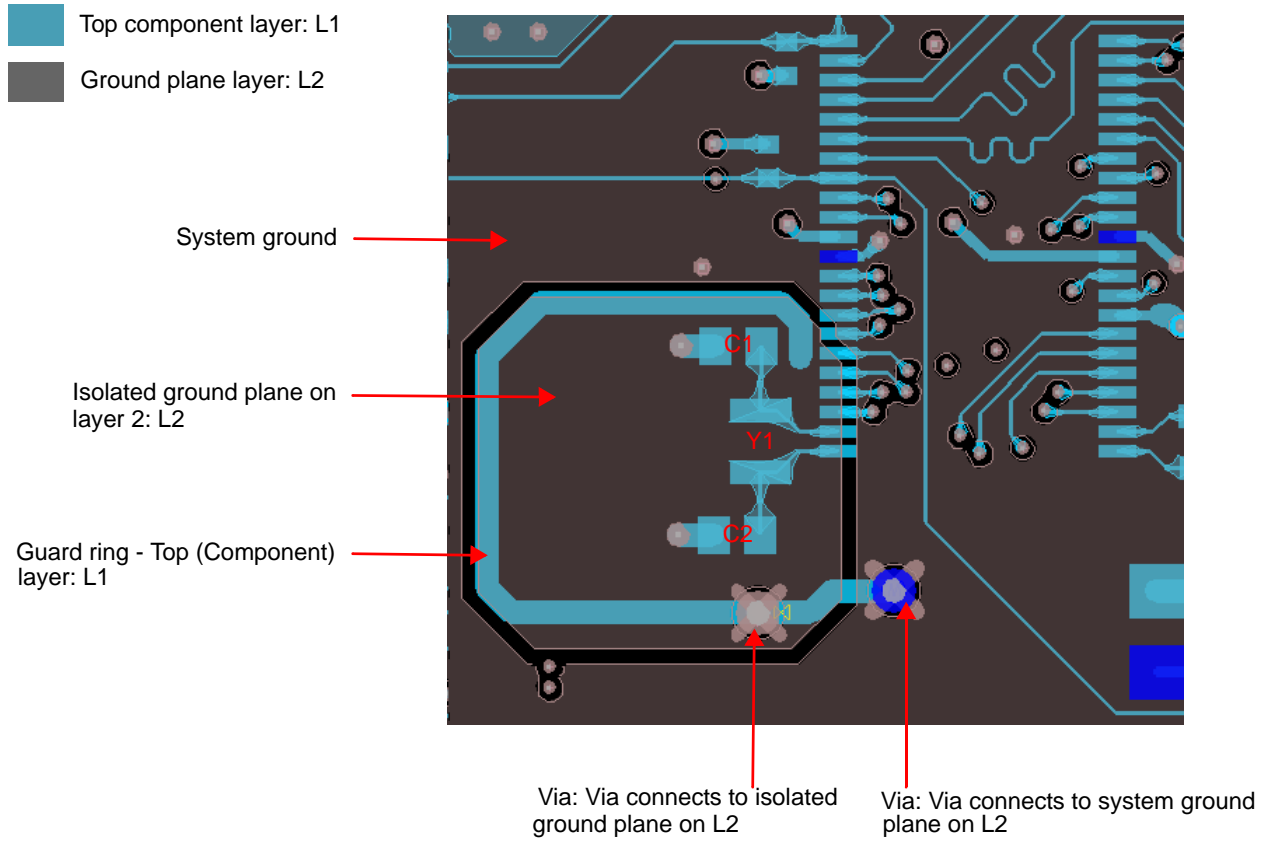 Top component layer: L1
Ground plane layer: L2
System ground
C1
Isolated ground plane on
layer 2: L2
Y1
C2
Guard ring - Top (Component)
layer: L1
Via: Via connects to isolated
ground plane on L2
Via: Via connects to system ground
plane on L2